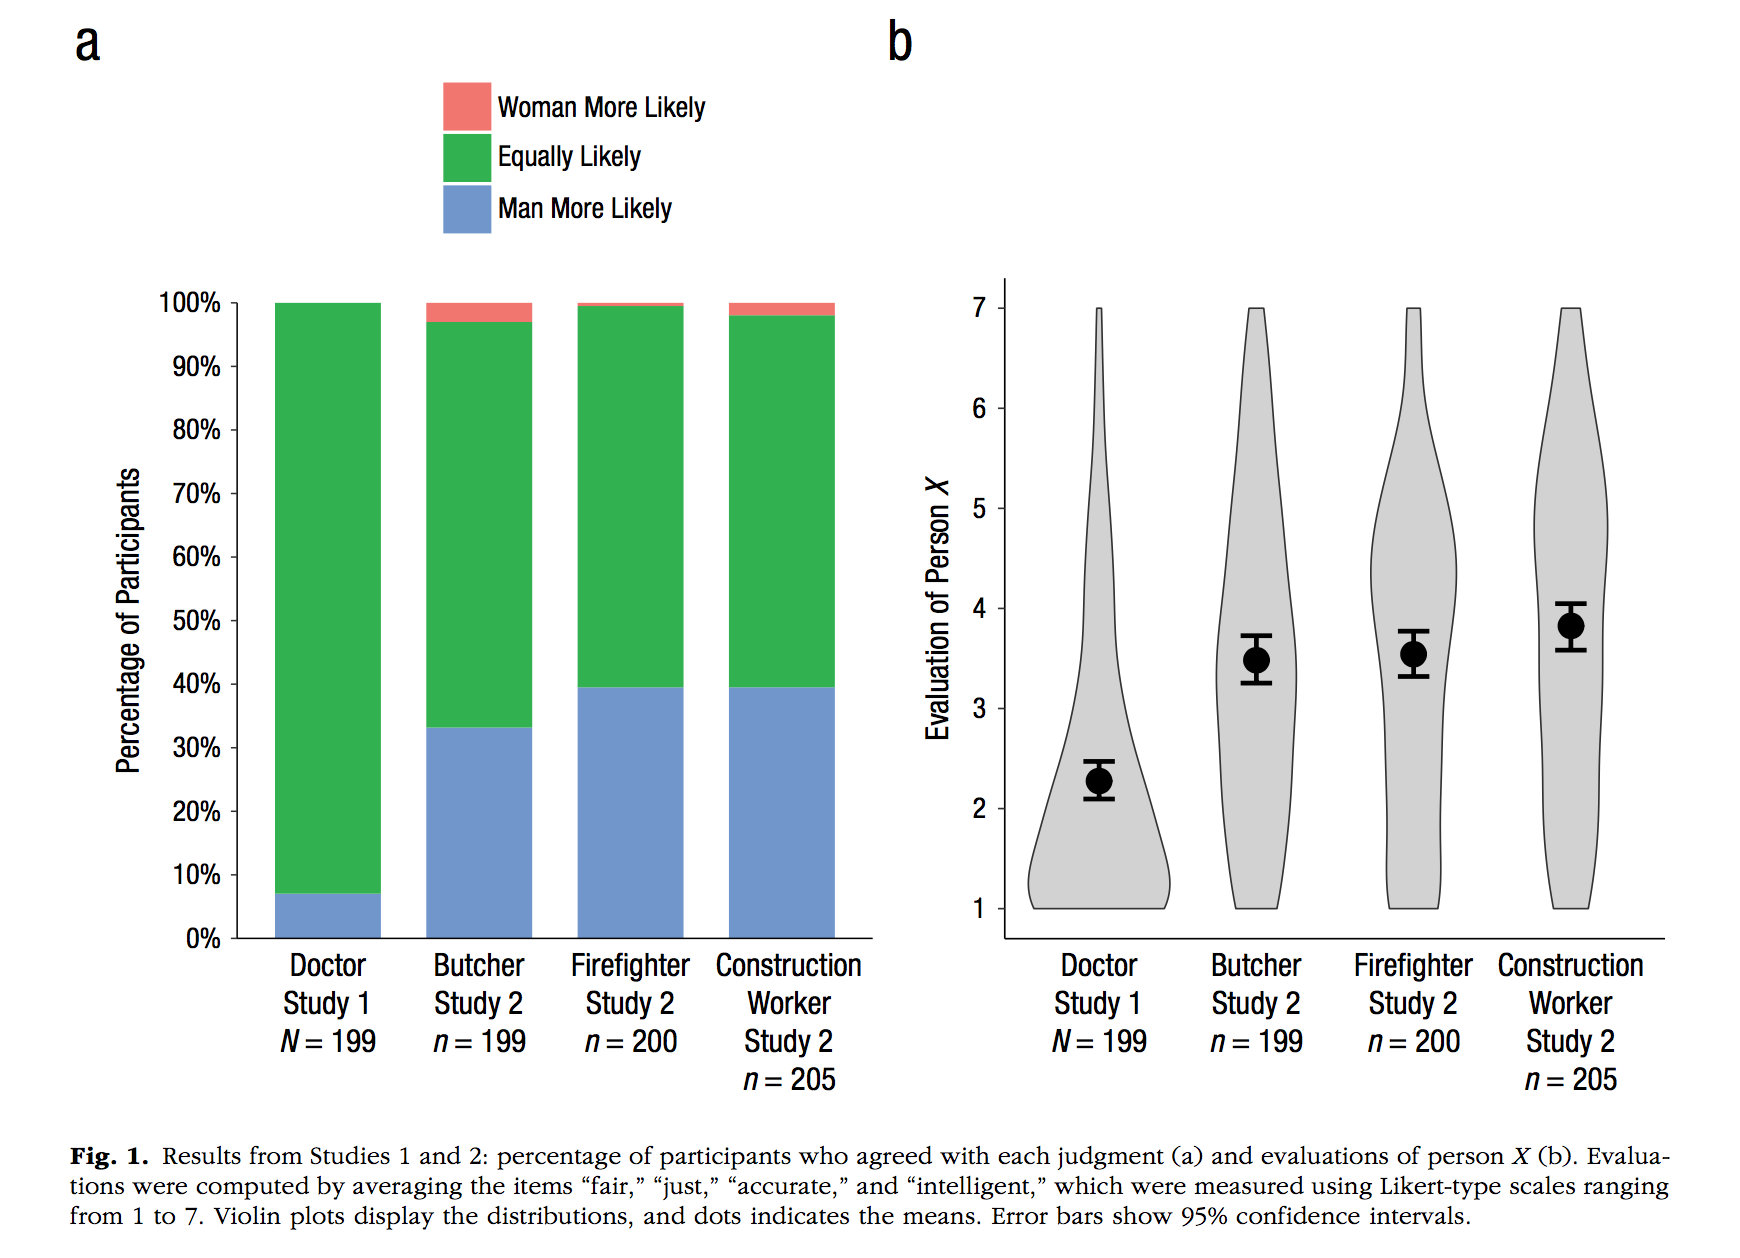 a
Woman More Likely
Equally Likely
Man More Likely
Percentage of Participants
100%
90%
80%
70%
60%
50%
40%
30%
20%
10%
0%
Doctor
Study 1
N = 199
Butcher
Study 2
n = 199
Firefighter
Study 2
n = 200
Construction
Worker
Study 2
n = 205
b
Evaluation of Person X
7
6
5
4
3
2
1
Doctor
Study 1
N = 199
Butcher
Study 2
n = 199
Firefighter
Study 2
n = 200
Construction
Worker
Study 2
n = 205
Fig. 1. Results from Studies 1 and 2: percentage of participants who agreed with each judgment (a) and evaluations of person X (b). Evalua-
tions were computed by averaging the items “fair,” “just,” “accurate,” and “intelligent,” which were measured using Likert-type scales ranging
from 1 to 7. Violin plots display the distributions, and dots indicates the means. Error bars show 95% confidence intervals.